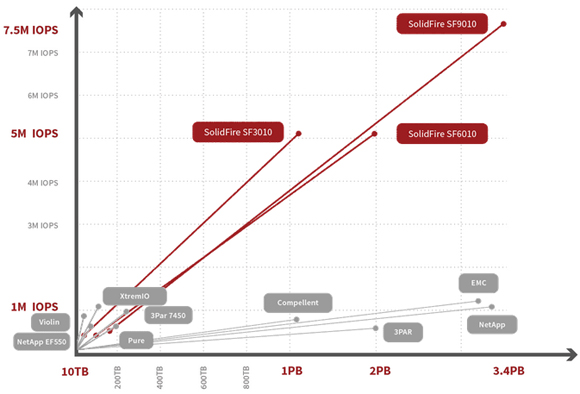 SolidFire SF9010
7.5M IOPS
7M IOPS
6M IOPS
5M IOPS
SolidFire SF3010
SolidFire SF6010
4M IOPS
3M IOPS
EMC
XtremIO
Compellent
1M IOPS
3Par 7450
Violin
NetApp
3PAR
NetApp EF550
Pure
10TB
200TB
400TB
600TB
800TB
1PB
2PB
3.4PB